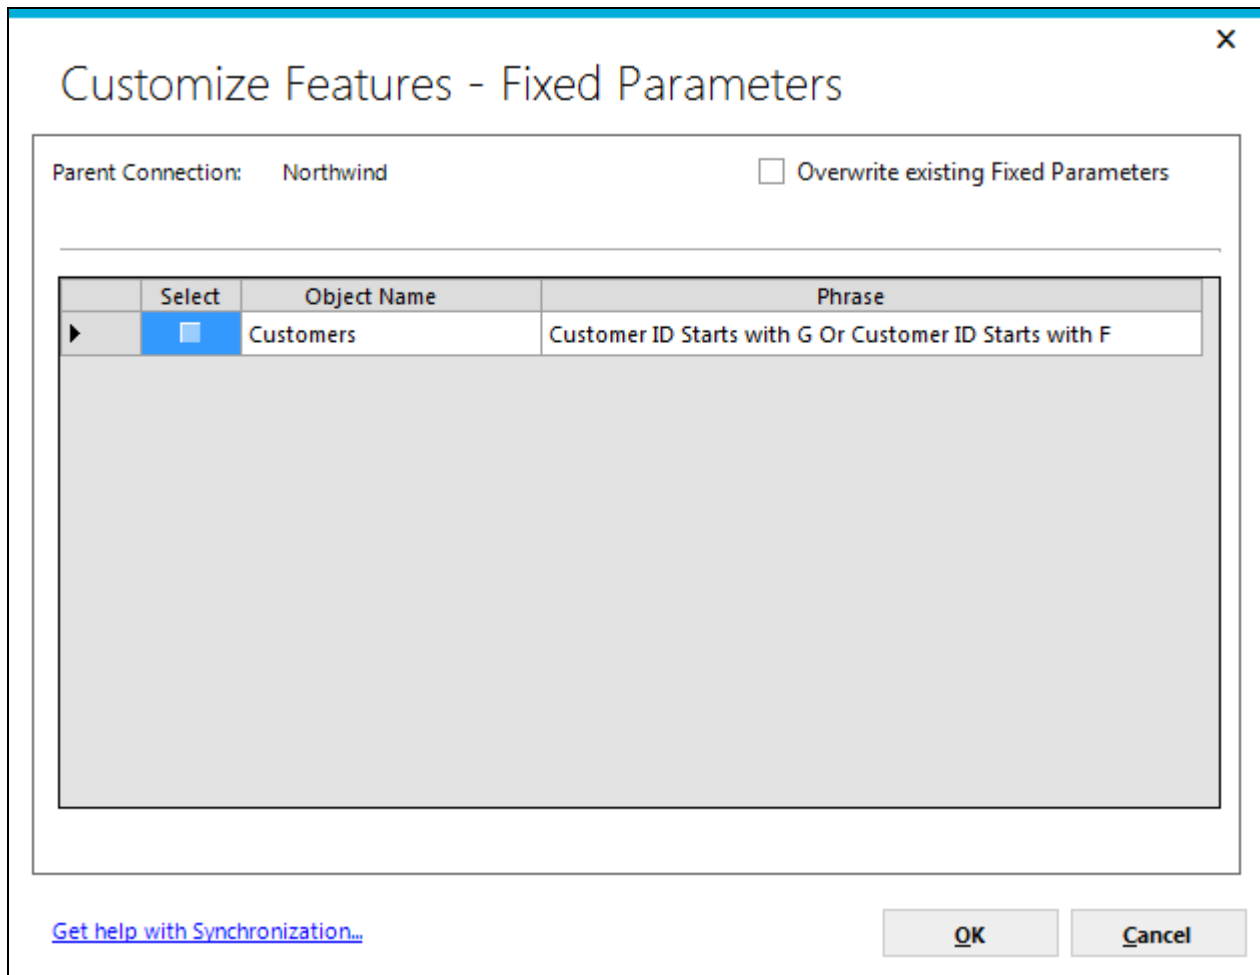 Customize Features - Fixed Parameters
Parent Connection: Northwind Overwrite existing Fixed Parameters
Select Object Name Phrase
Customers Customer ID Starts with G Or Customer ID Starts with F
Get help with Synchronization... OK Cancel